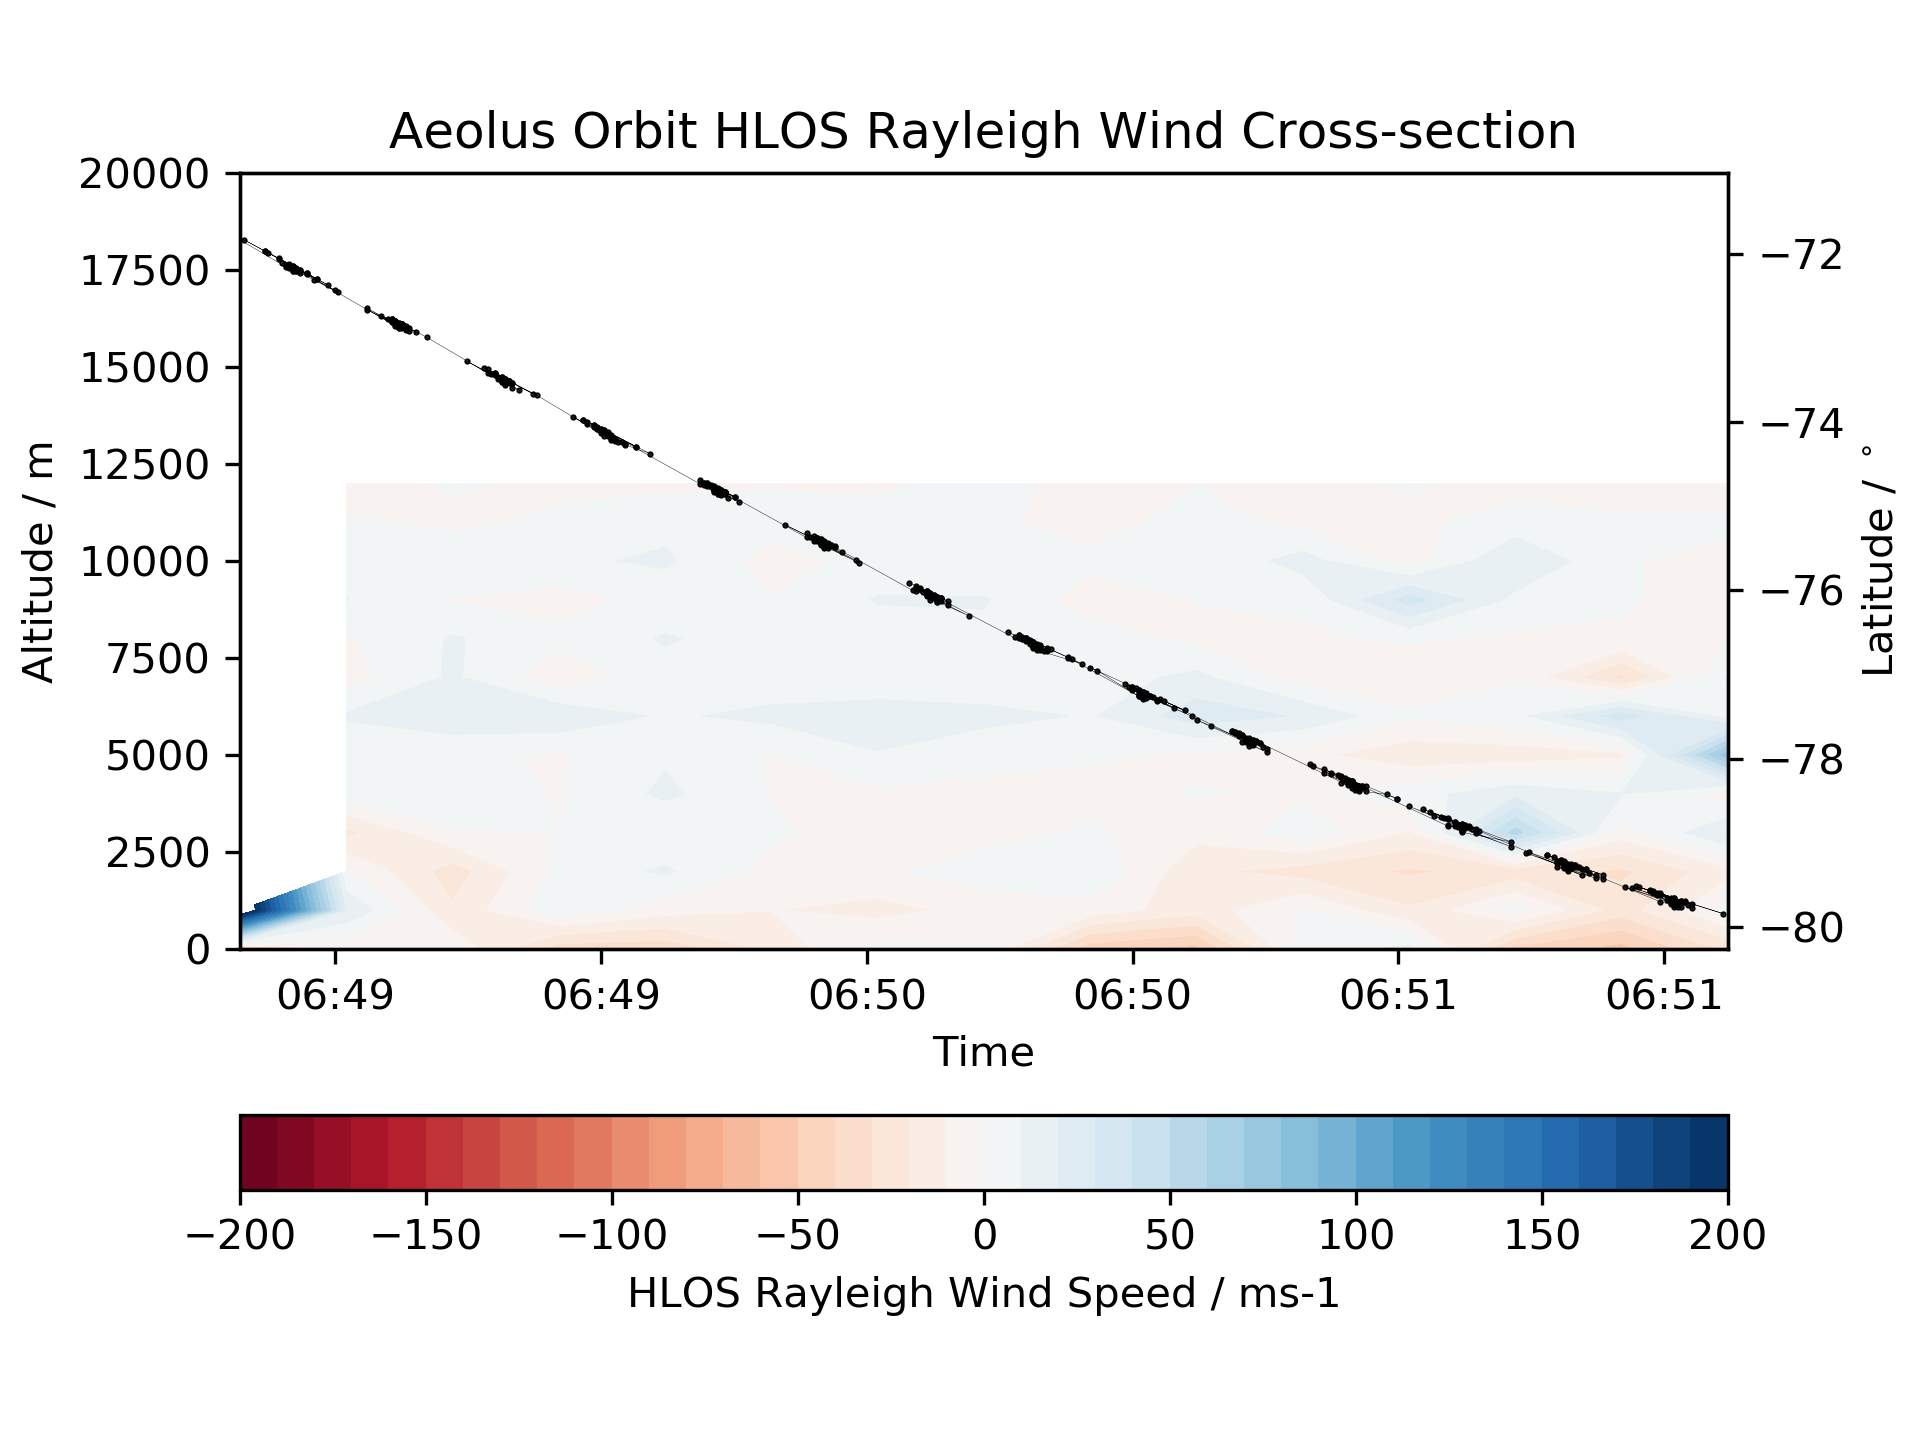 Aeolus Orbit HLOS Rayleigh Wind Cross-section
20000
17500
15000
12500
10000
7500
5000
2500
0
Altitude / m
−72
−74
−76
−78
−80
Latitude / °
06:49 06:49 06:50 06:50 06:51 06:51
Time
−200 −150 −100 −50 0 50 100 150 200
HLOS Rayleigh Wind Speed / ms-1